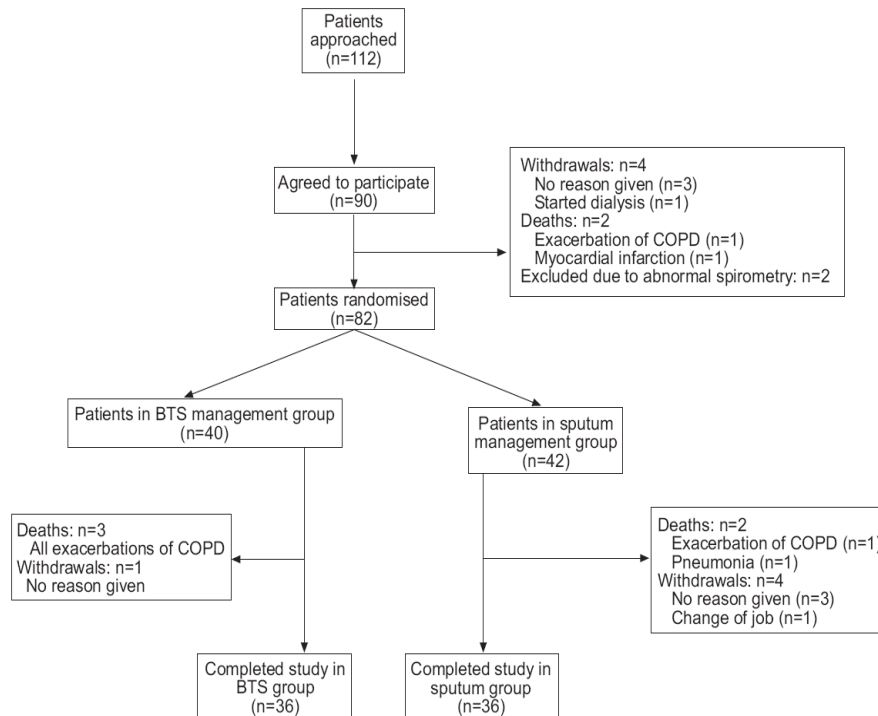 Patients
approached
(n=112)
Agreed to participate
(n=90)
Withdrawals: n=4
No reason given (n=3)
Started dialysis (n=1)
Deaths: n=2
Exacerbation of COPD (n=1)
Myocardial infarction (n=1)
Excluded due to abnormal spirometry: n=2
Patients randomised
(n=82)
Patients in BTS management group
(n=40)
Patients in sputum
management group
(n=42)
Deaths: n=3
All exacerbations of COPD
Withdrawals: n=1
No reason given
Deaths: n=2
Exacerbation of COPD (n=1)
Pneumonia (n=1)
Withdrawals: n=4
No reason given (n=3)
Change of job (n=1)
Completed study in
BTS group
(n=36)
Completed study in
sputum group
(n=36)